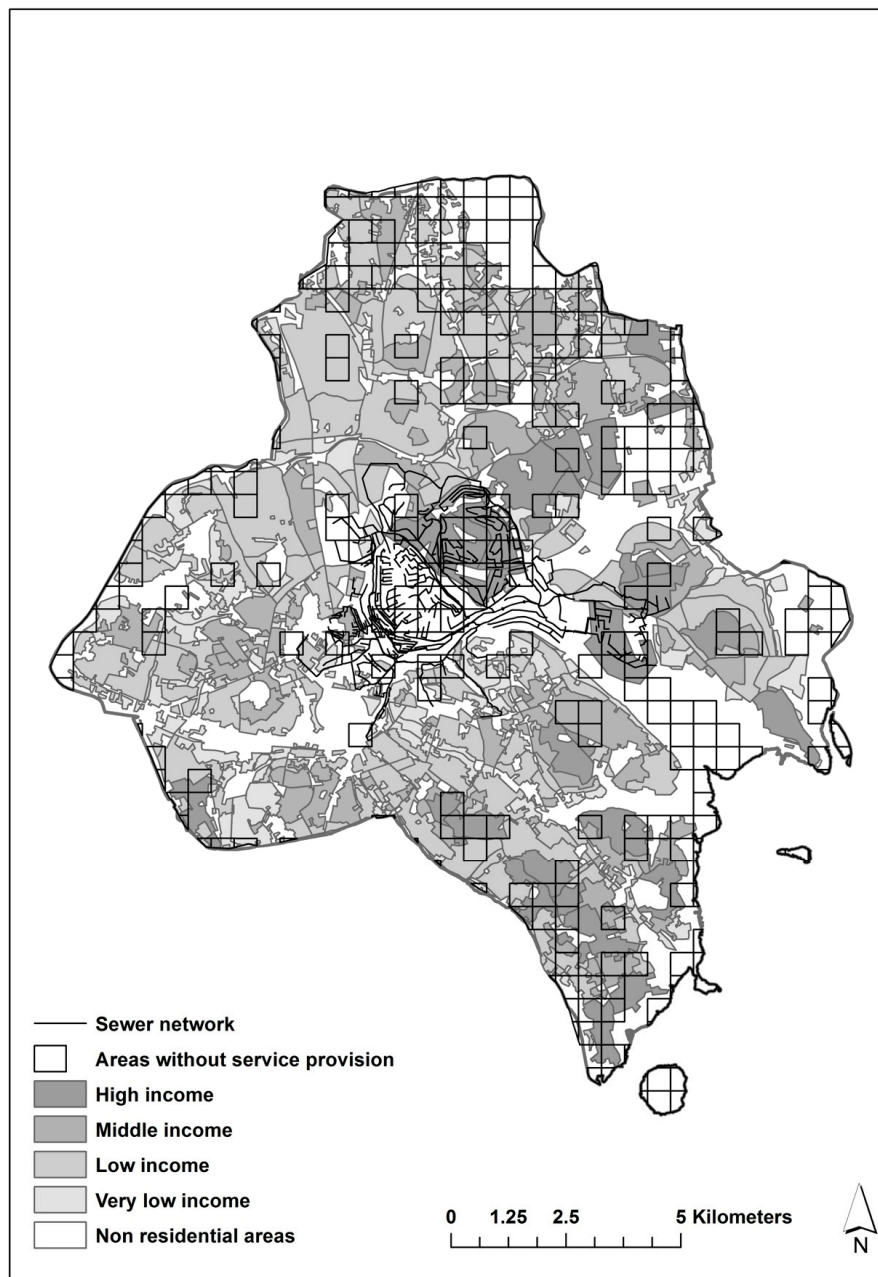 Sewer network
Areas without service provision
High income
Middle income
Low income
Very low income
Non residential areas
0 1.25 2.5 5 Kilometers
N